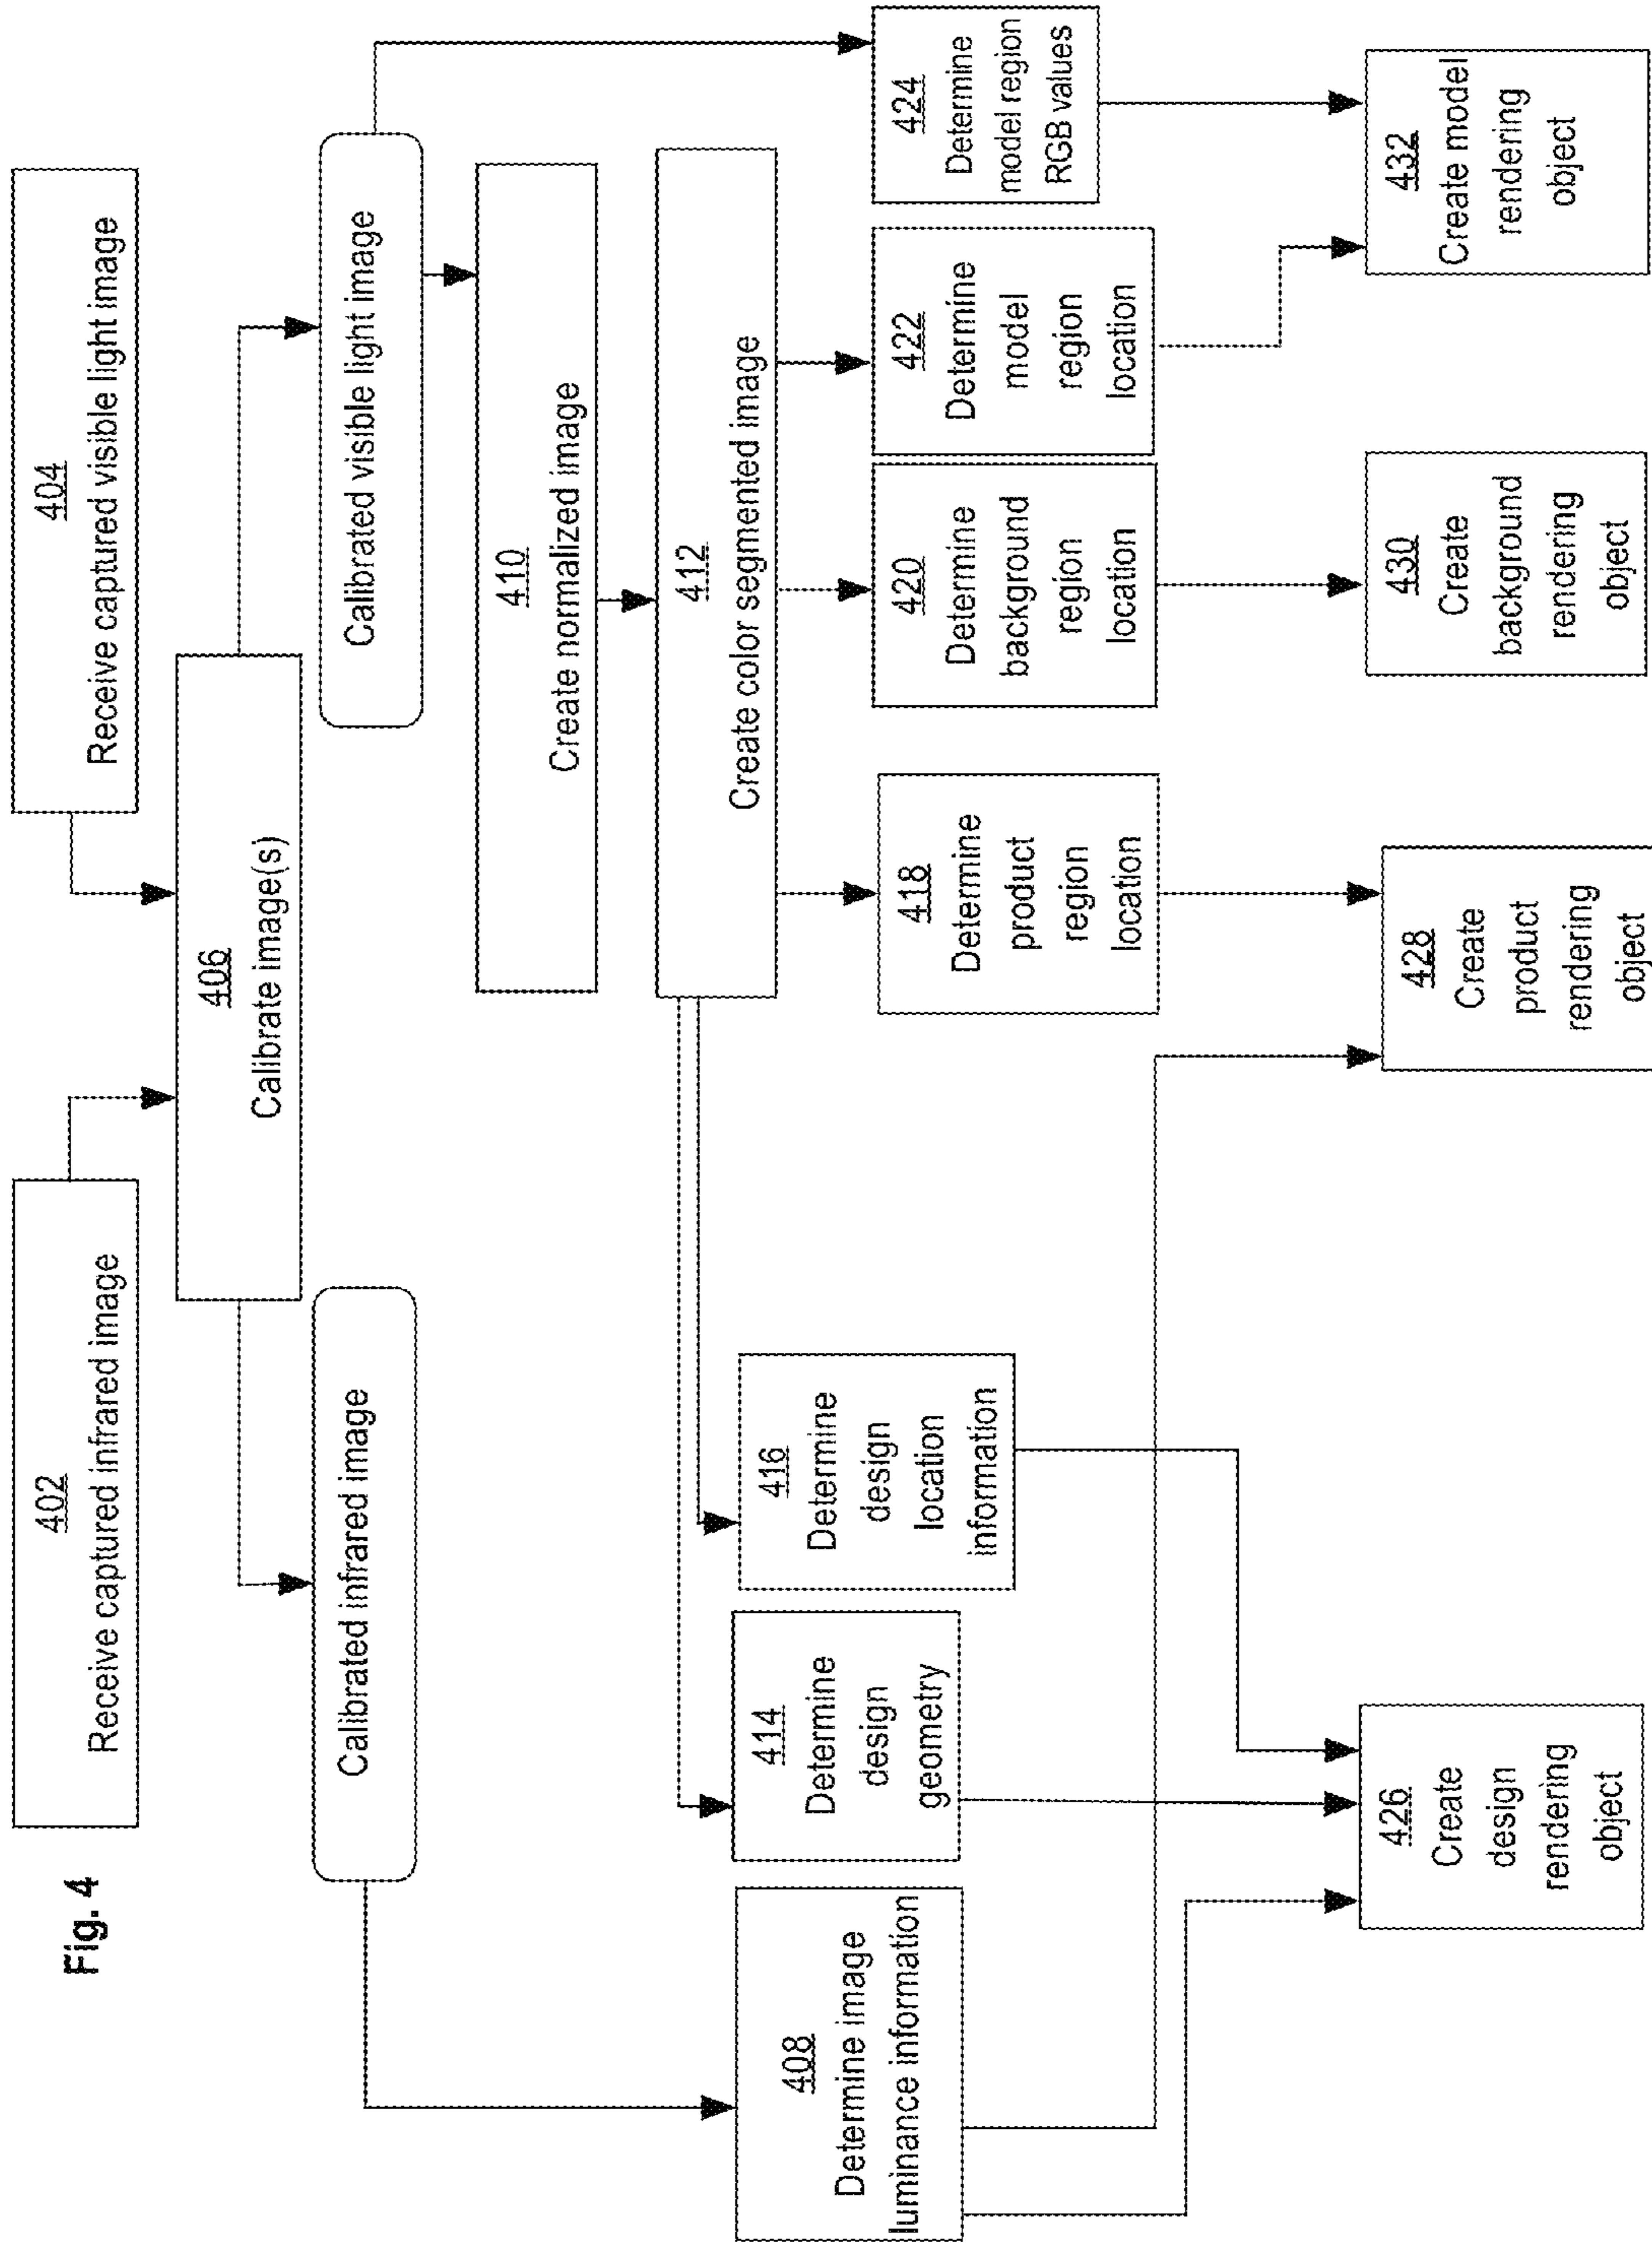 Fig. 4
402
Receive captured infrared image
404
Receive captured visible light image
406
Calibrate image(s)
Calibrated infrared image
Calibrated visible light image
410
Create normalized image
412
Create color segmented image
408
Determine image
luminance information
414
Determine
design
geometry
416
Determine
design
location
information
418
Determine
product
region
location
420
Determine
background
region
location
422
Determine
model
region
location
424
Determine
model region
RGB values
426
Create
design
rendering
object
428
Create
product
rendering
object
430
Create
background
rendering
object
432
Create model
rendering
object